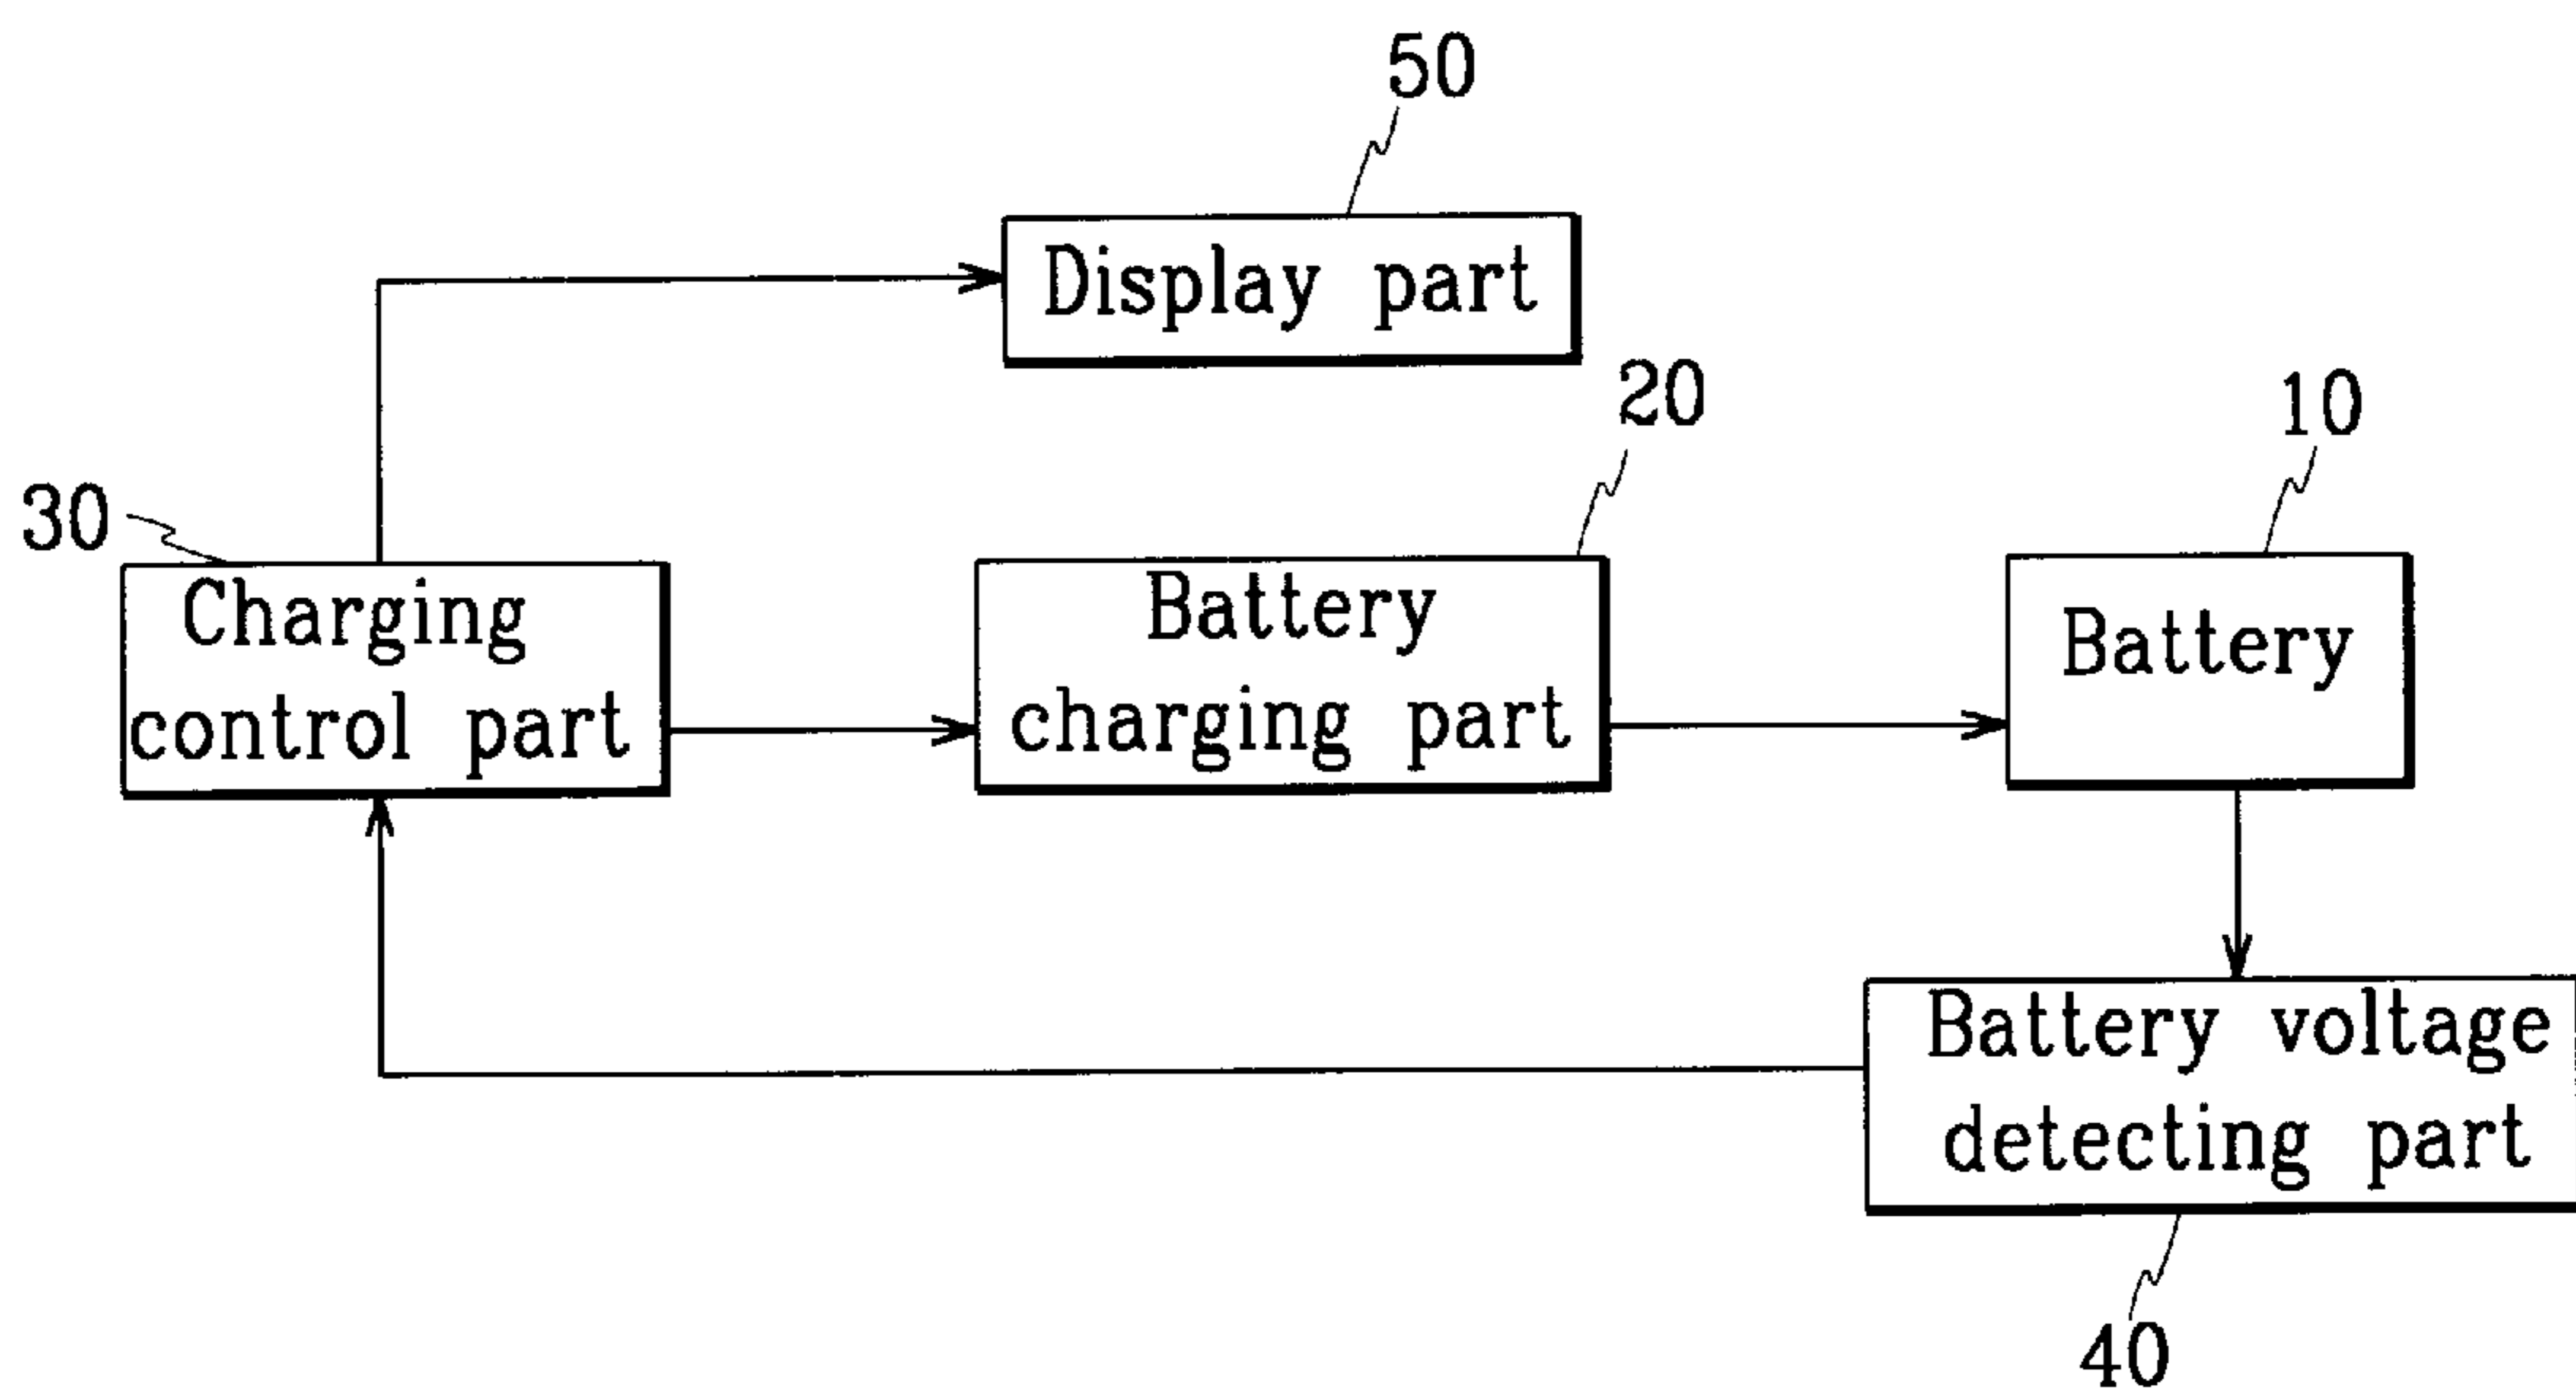 50
Display part
20
10
30
Charging
control part
Battery
charging part
Battery
Battery voltage
detecting part
40